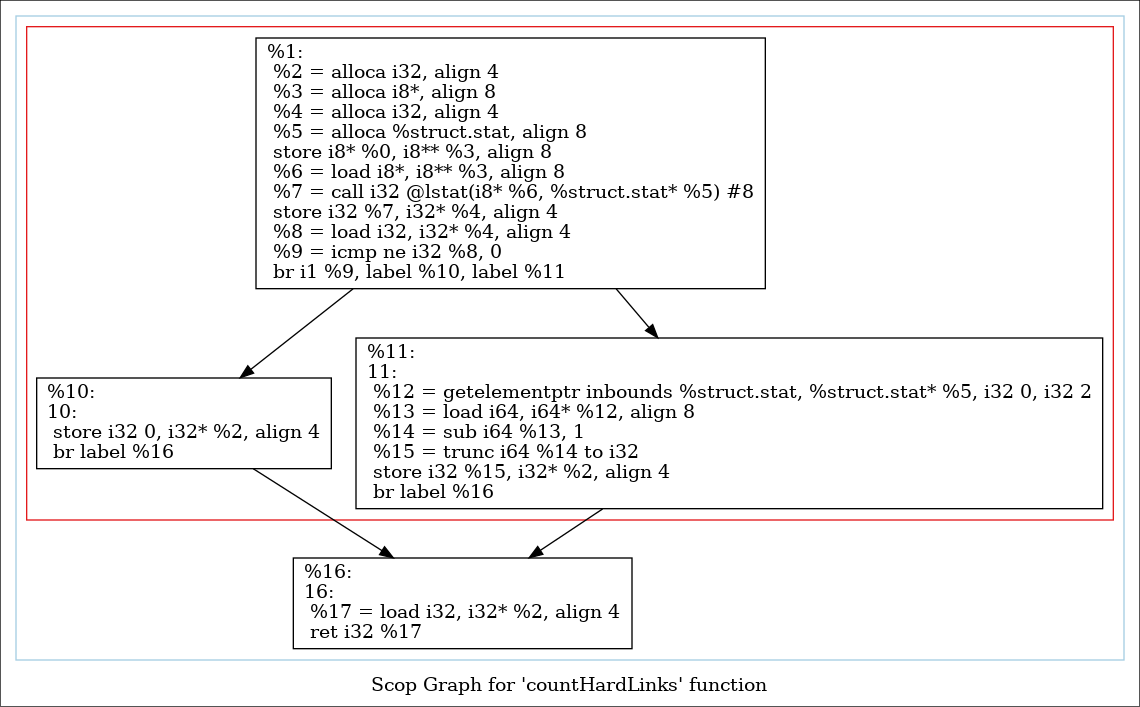 %1:
%2 = alloca i32, align 4
%3 = alloca i8*, align 8
%4 = alloca i32, align 4
%5 = alloca %struct.stat, align 8
store i8* %0, i8** %3, align 8
%6 = load i8*, i8** %3, align 8
%7 = call i32 @lstat(i8* %6, %struct.stat* %5) #8
store i32 %7, i32* %4, align 4
%8 = load i32, i32* %4, align 4
%9 = icmp ne i32 %8, 0
br i1 %9, label %10, label %11
%10:
10:
store i32 0, i32* %2, align 4
br label %16
%11:
11:
%12 = getelementptr inbounds %struct.stat, %struct.stat* %5, i32 0, i32 2
%13 = load i64, i64* %12, align 8
%14 = sub i64 %13, 1
%15 = trunc i64 %14 to i32
store i32 %15, i32* %2, align 4
br label %16
%16:
16:
%17 = load i32, i32* %2, align 4
ret i32 %17
Scop Graph for 'countHardLinks' function